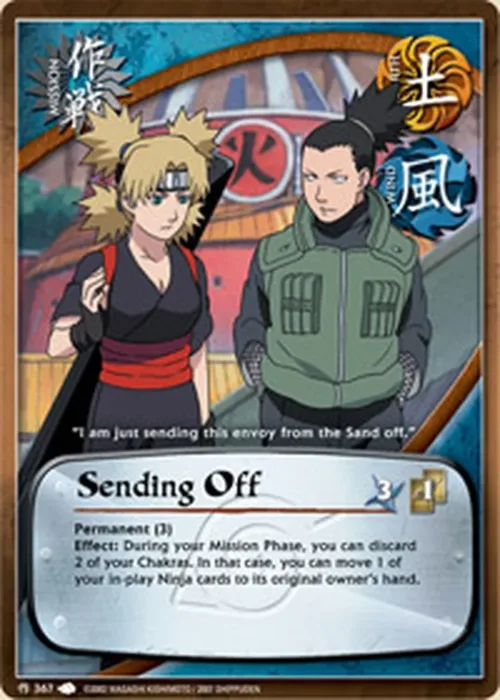 MISSION
作戦
EARTH
土
火
WIND
風
"I am just sending this envoy from the Sand off."
Sending Off
3
1
Permanent (3)
Effect: During your Mission Phase, you can discard
2 of your Chakras. In that case, you can move 1 of
your in-play Ninja cards to its original owner's hand.
367
©2002 MASASHI KISHIMOTO / 2007 SHIPPUDEN